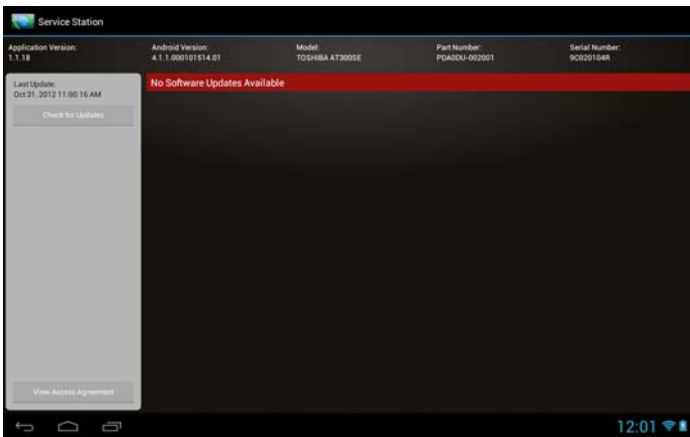 Service Station
Application Version:
1.1.18
Android Version:
4.1.1.000101514.01
Model:
TOSHIBA AT300SE
Part Number:
PDA0DU-002001
Serial Number:
9C020104R
Last Update:
Oct 31, 2012 11:00:16 AM
Check for Updates
No Software Updates Available
View Access Agreement
12:01